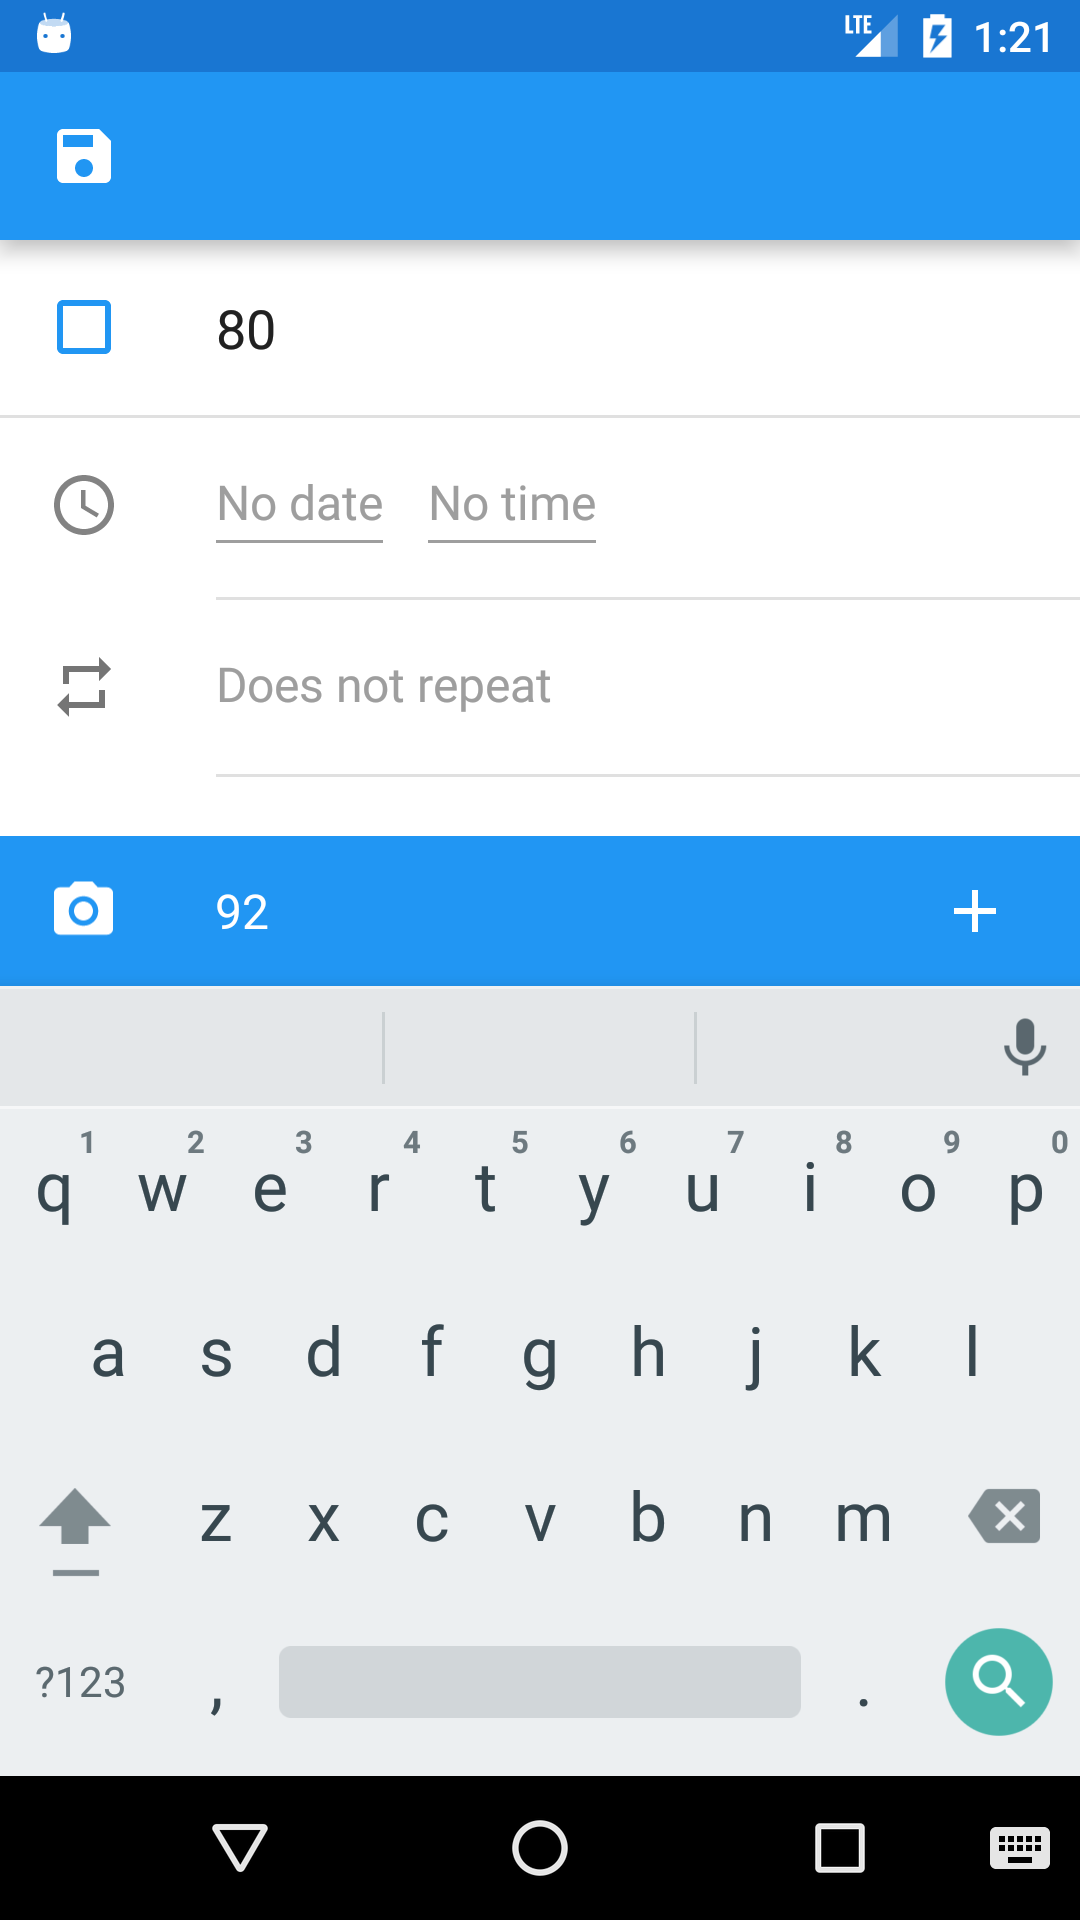 LTE 1:21
80
No date No time
Does not repeat
92
1 2 3 4 5 6 7 8 9 0
q w e r t y u i o p
a s d f g h j k l
z x c v b n m
?123 , .